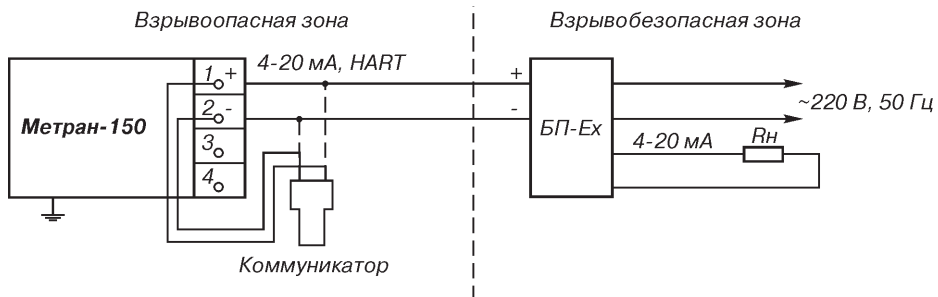 Взрывоопасная зона
Взрывобезопасная зона
4-20 мА, HART
1 +
2 -
3
4
Метран-150
+
-
БП-Ех
~220 В, 50 Гц
4-20 мА
Rн
Коммуникатор